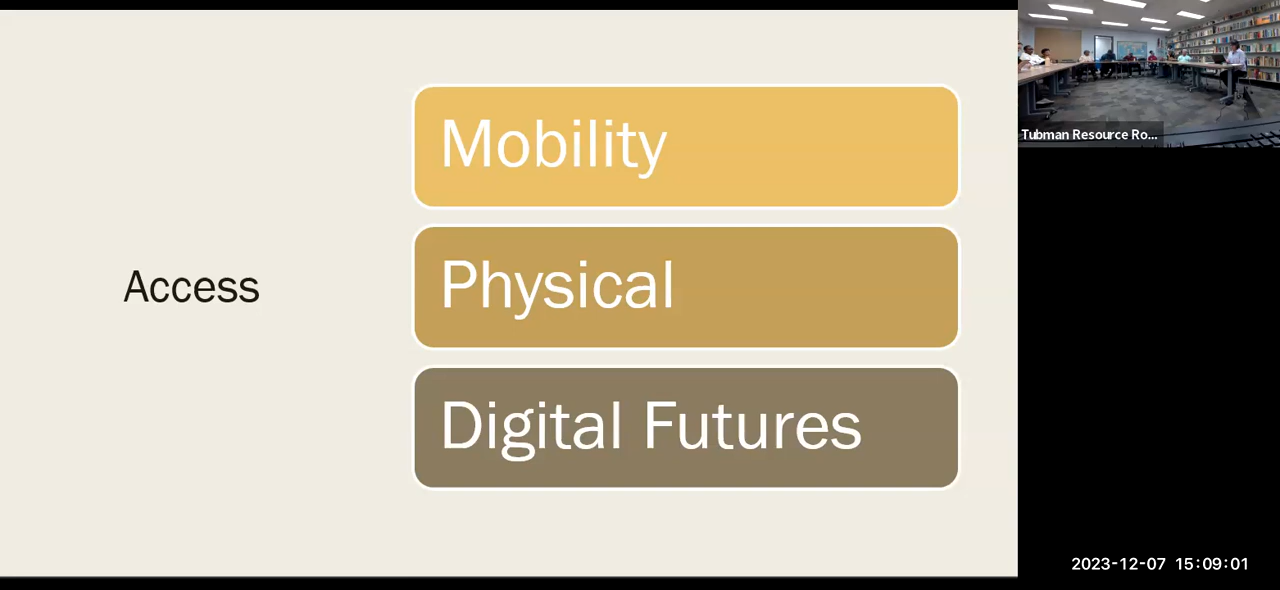 Access
Mobility
Physical
Digital Futures
Tubman Resource Ro...
2023-12-07 15:09:01